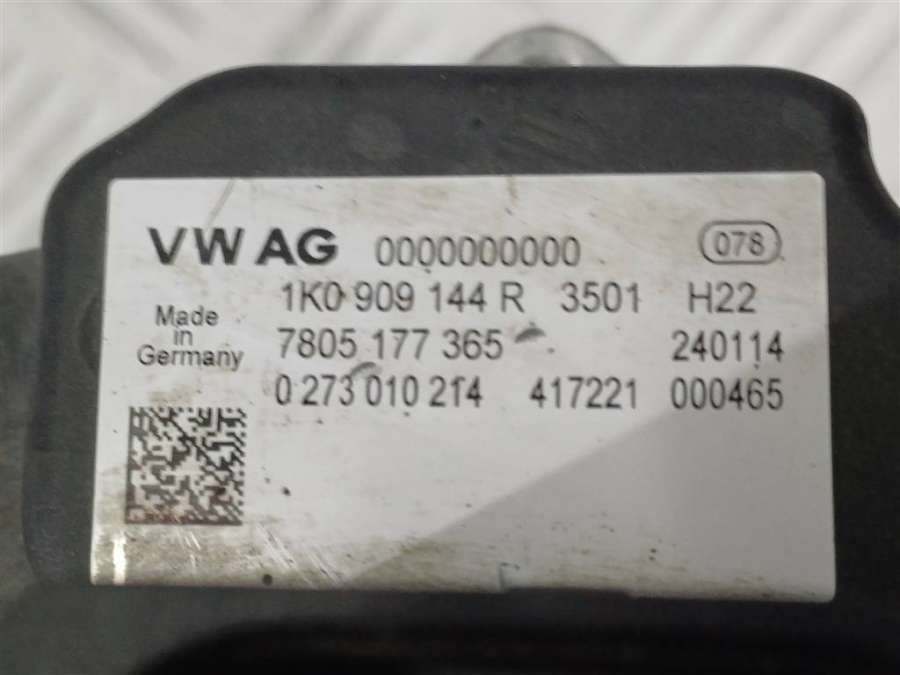 VW AG 0000000000 078
1K0 909 144 R 3501 H22
Made
in
Germany
7805 177 365 240114
0 273 010 214 417221 000465